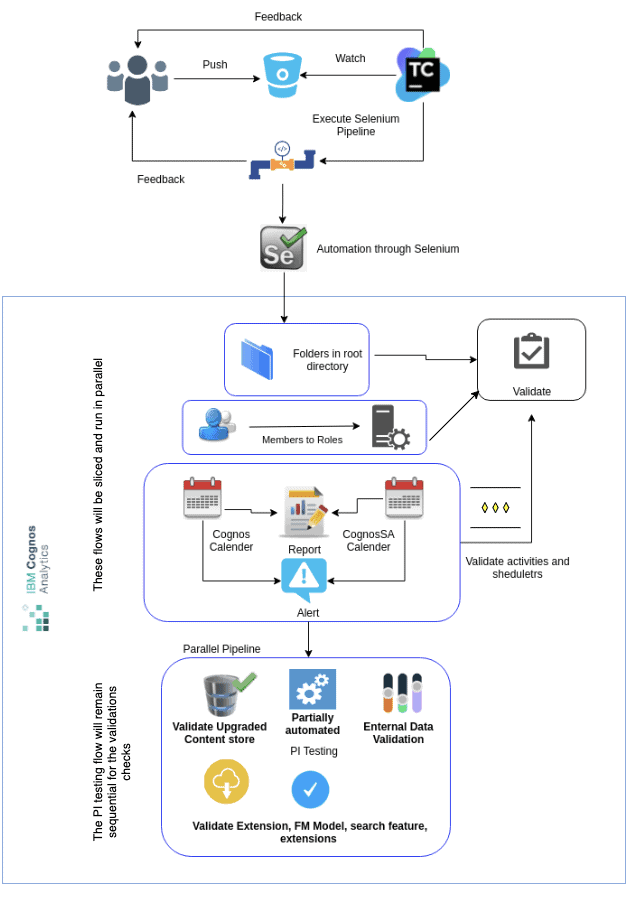 Feedback
Push
Watch
TC
Execute Selenium
Pipeline
Feedback
</>
Se
Automation through Selenium
Folders in root
directory
Validate
Members to Roles
These flows will be sliced and run in parallel
Cognos
Calender
Report
CognosSA
Calender
Alert
Validate activities and
sheduletrs
IBM Cognos
Analytics
Parallel Pipeline
The PI testing flow will remain
sequential for the validations
checks
Validate Upgraded
Content store
Partially
automated
Enternal Data
Validation
PI Testing
Validate Extension, FM Model, search feature,
extensions